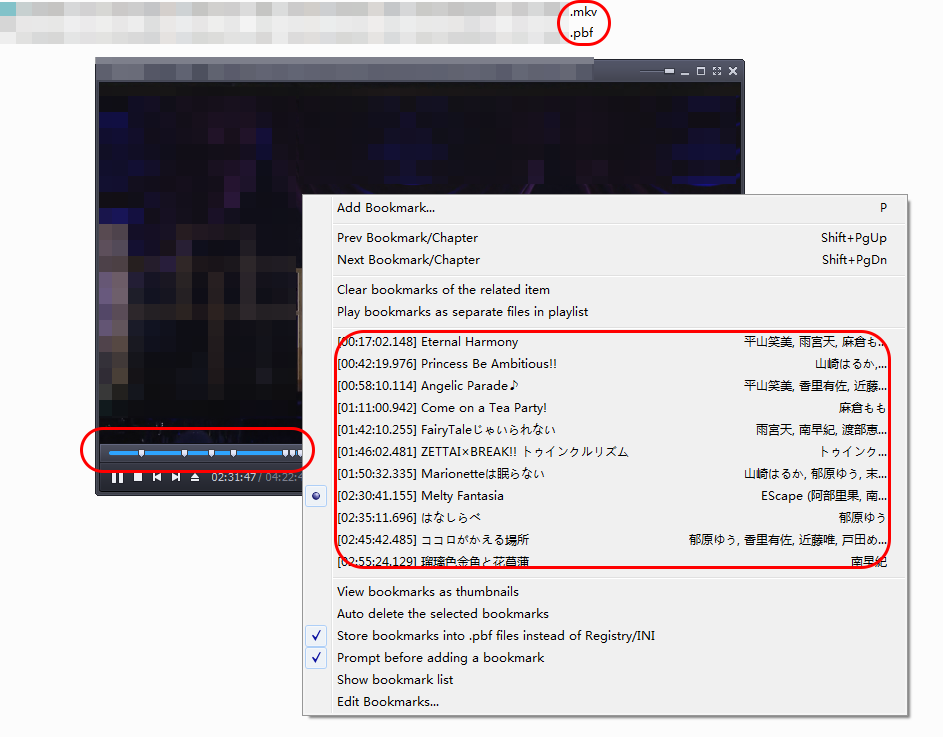 .mkv
.pbf
Add Bookmark... P
Prev Bookmark/Chapter Shift+PgUp
Next Bookmark/Chapter Shift+PgDn
Clear bookmarks of the related item
Play bookmarks as separate files in playlist
[00:17:02.148] Eternal Harmony 平山笑美, 雨宮天, 麻倉も...
[00:42:19.976] Princess Be Ambitious!! 山崎はるか,...
[00:58:10.114] Angelic Parade♪ 平山笑美, 香里有佐, 近藤...
[01:11:00.942] Come on a Tea Party! 麻倉もも
[01:42:10.255] FairyTaleじゃいられない 雨宮天, 南早紀, 渡部恵...
[01:46:02.481] ZETTAI×BREAK!! トゥインクルリズム トゥインク...
[01:50:32.335] Marionetteは眠らない 山崎はるか, 郁原ゆう, 末...
[02:30:41.155] Melty Fantasia EScape (阿部里果, 南...
[02:35:11.696] はなしらべ 郁原ゆう
[02:45:42.485] ココロがかえる場所 郁原ゆう, 香里有佐, 近藤唯, 戸田め...
[02:55:24.129] 瑠璃色金魚と花菖蒲 南早紀
02:31:47 / 04:22:4
View bookmarks as thumbnails
Auto delete the selected bookmarks
Store bookmarks into .pbf files instead of Registry/INI
Prompt before adding a bookmark
Show bookmark list
Edit Bookmarks...